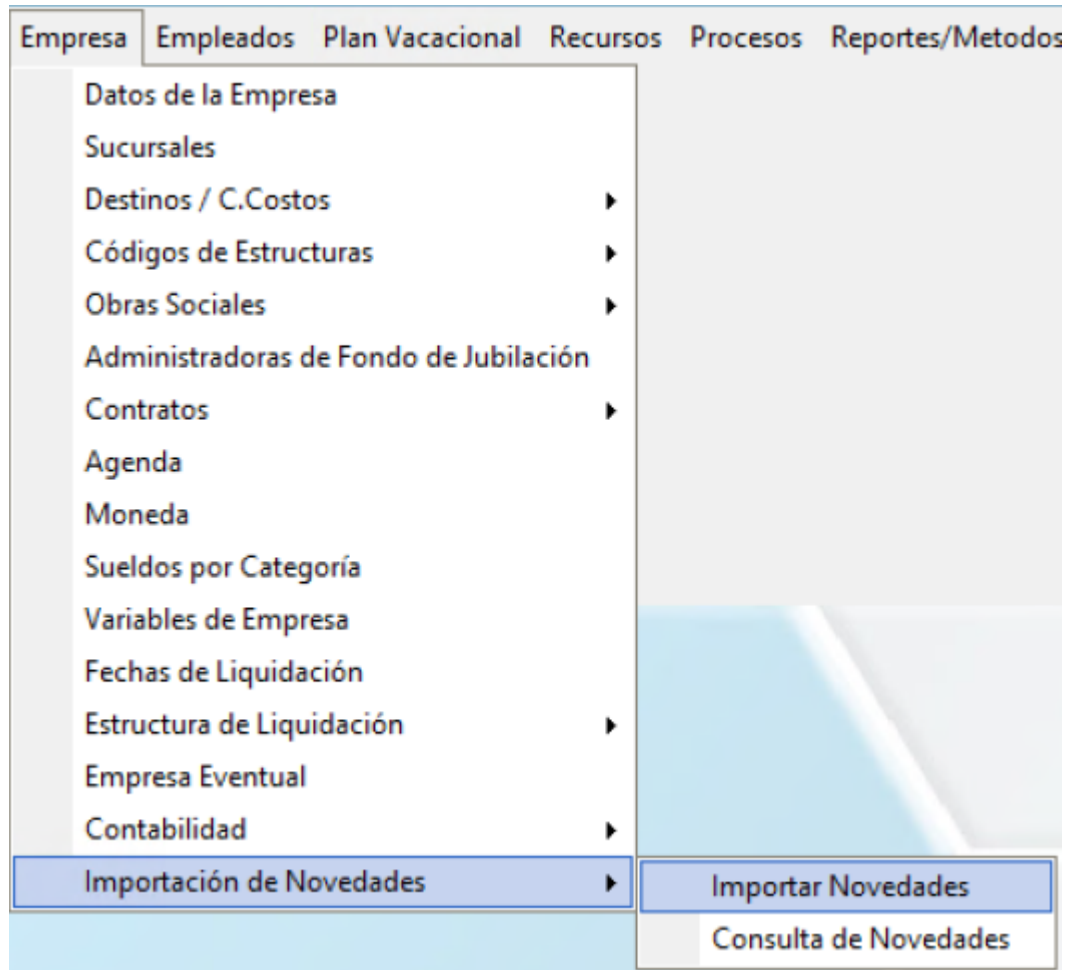 Empresa Empleados Plan Vacacional Recursos Procesos Reportes/Metodos
Datos de la Empresa
Sucursales
Destinos / C.Costos
Códigos de Estructuras
Obras Sociales
Administradoras de Fondo de Jubilación
Contratos
Agenda
Moneda
Sueldos por Categoría
Variables de Empresa
Fechas de Liquidación
Estructura de Liquidación
Empresa Eventual
Contabilidad
Importación de Novedades
Importar Novedades
Consulta de Novedades